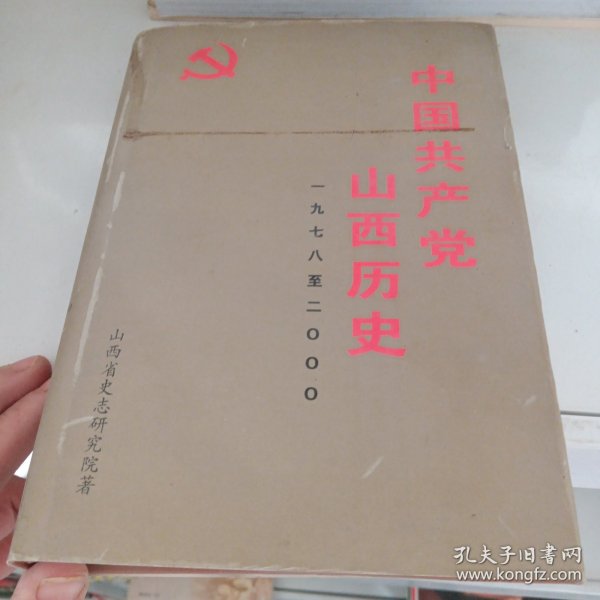 中国共产党
山西历史
一九七八至二〇〇〇
山西省史志研究院著
孔夫子旧书网
www.kongfz.com